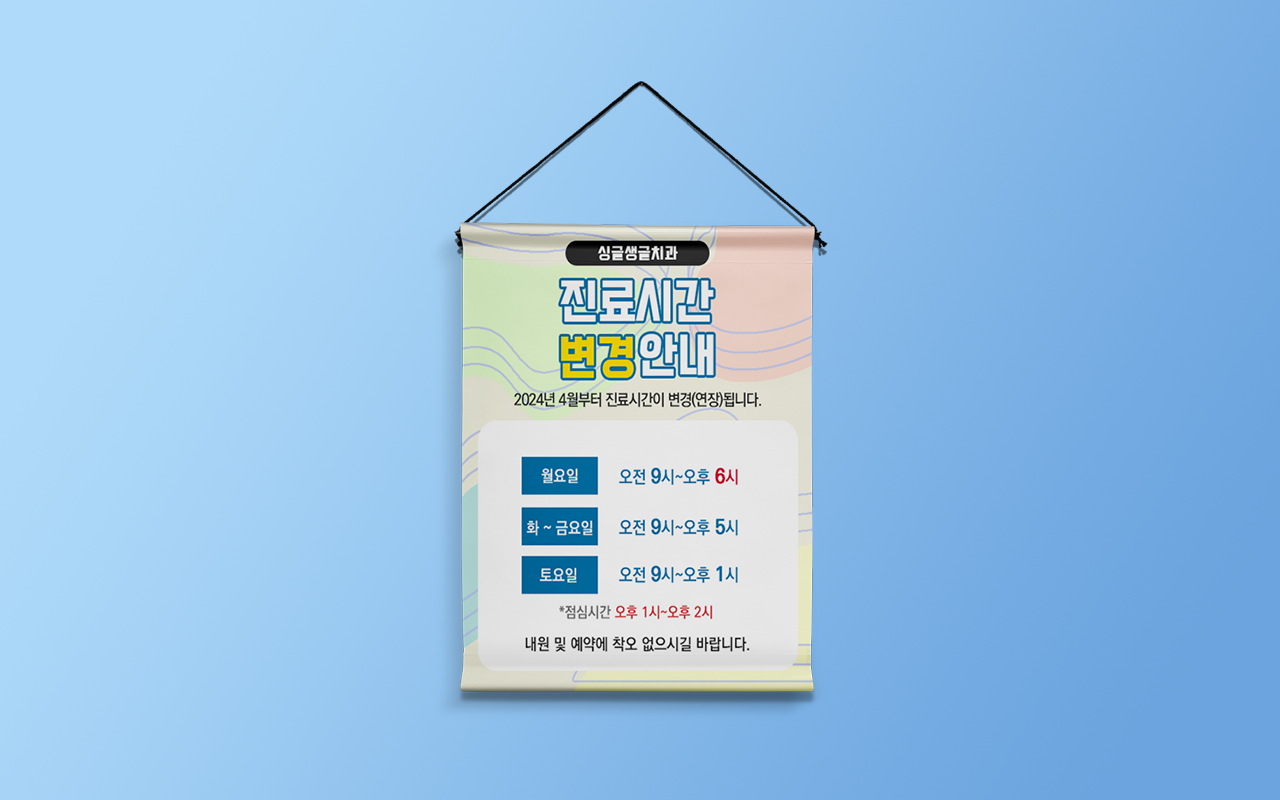 싱글생글치과
진료시간
변경안내
2024년 4월부터 진료시간이 변경(연장)됩니다.
월요일 오전 9시~오후 6시
화 ~ 금요일 오전 9시~오후 5시
토요일 오전 9시~오후 1시
*점심시간 오후 1시~오후 2시
내원 및 예약에 착오 없으시길 바랍니다.